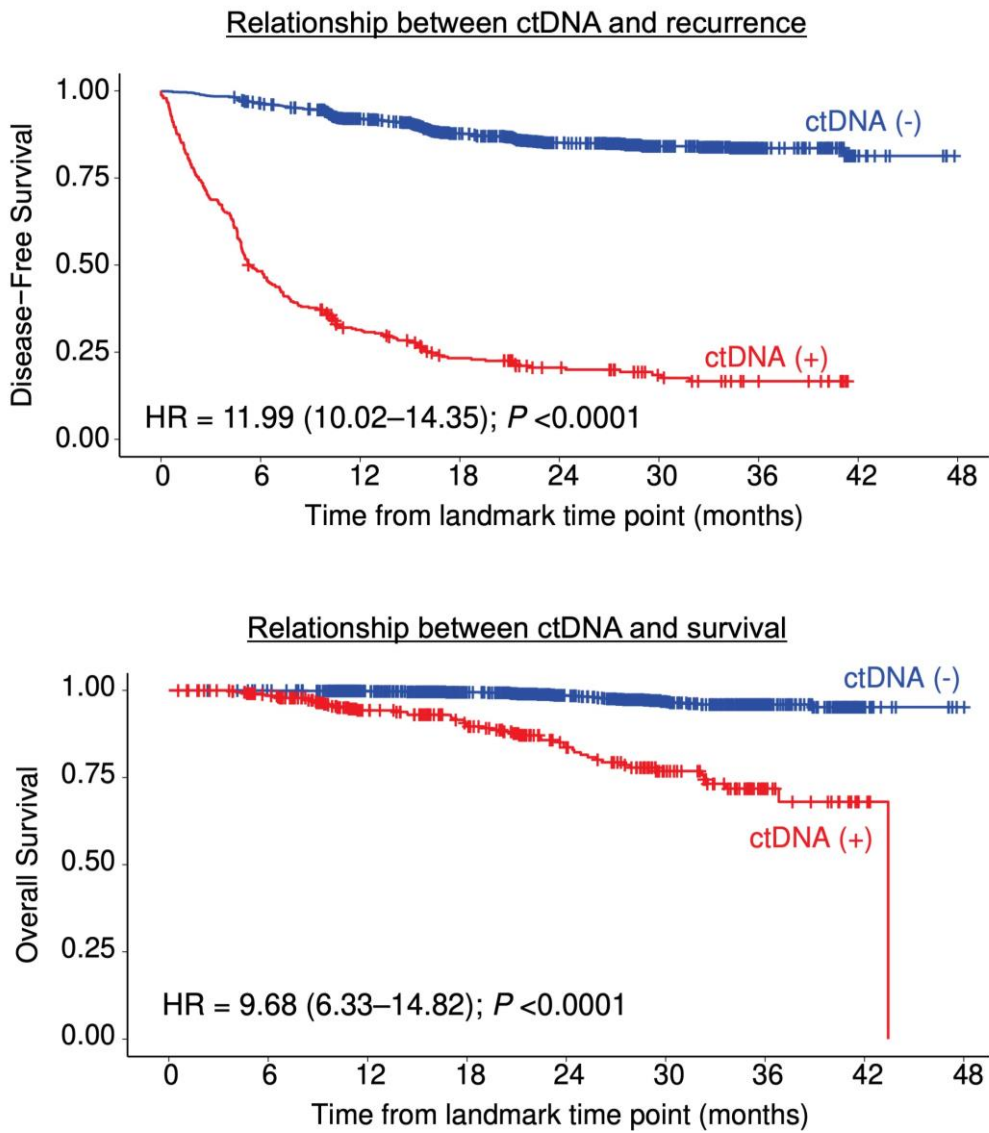 Relationship between ctDNA and recurrence
Disease–Free Survival
1.00
0.75
0.50
0.25
0.00
ctDNA (-)
ctDNA (+)
HR = 11.99 (10.02–14.35); P <0.0001
0 6 12 18 24 30 36 42 48
Time from landmark time point (months)
Relationship between ctDNA and survival
Overall Survival
1.00
0.75
0.50
0.25
0.00
ctDNA (-)
ctDNA (+)
HR = 9.68 (6.33–14.82); P <0.0001
0 6 12 18 24 30 36 42 48
Time from landmark time point (months)